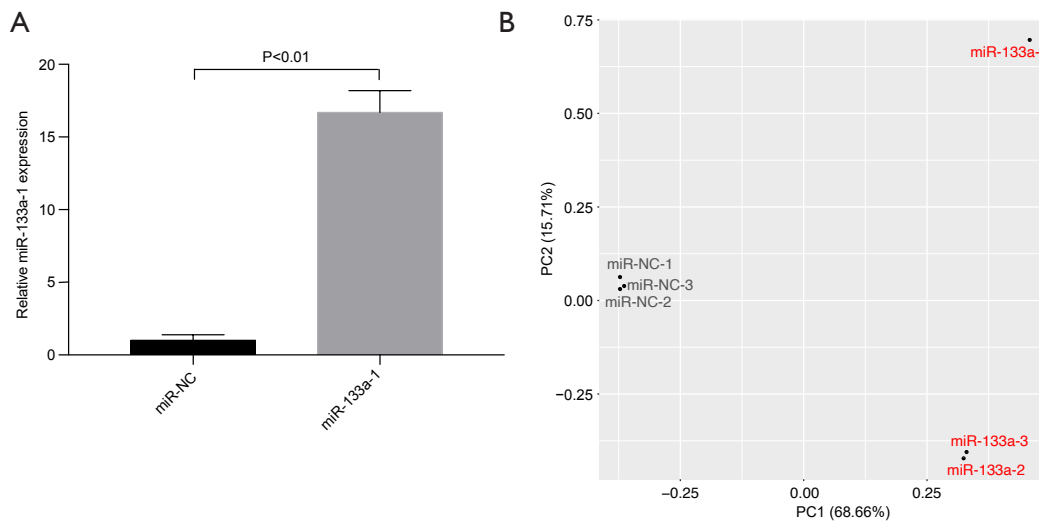 A
P<0.01
20
15
10
5
0
Relative miR-133a-1 expression
miR-NC
miR-133a-1
B
0.75
0.50
0.25
0.00
−0.25
PC2 (15.71%)
miR-133a-
miR-NC-1
miR-NC-3
miR-NC-2
miR-133a-3
miR-133a-2
−0.25
0.00
0.25
PC1 (68.66%)